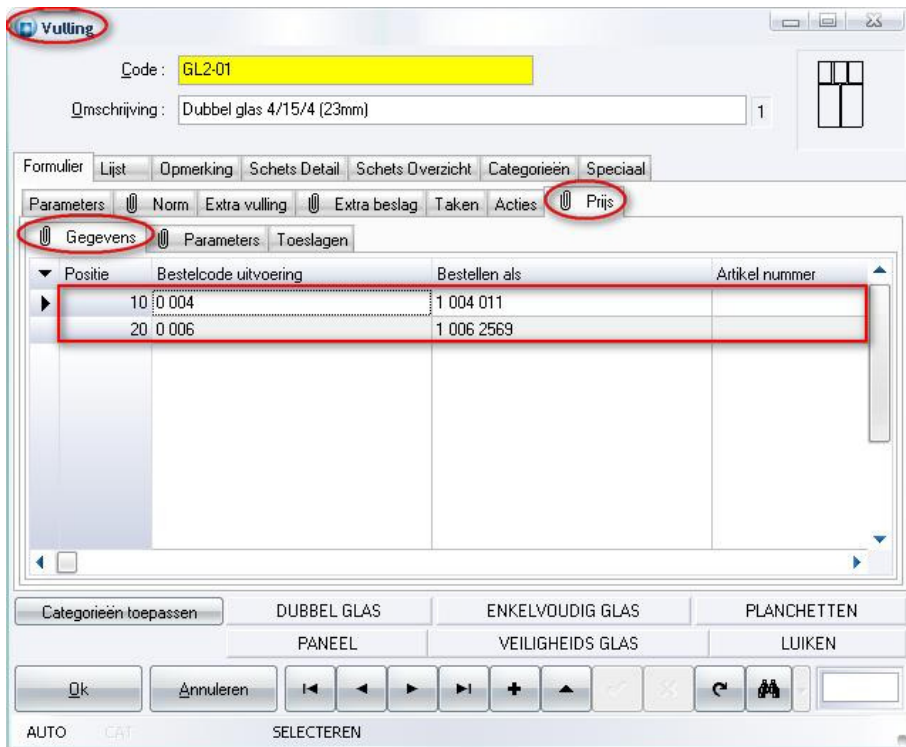 Vulling
Code : GL2-01
Omschrijving : Dubbel glas 4/15/4 (23mm) 1
Formulier Lijst Opmerking Schets Detail Schets Overzicht Categorieën Speciaal
Parameters Norm Extra vulling Extra beslag Taken Acties Prijs
Gegevens Parameters Toeslagen
Positie Bestelcode uitvoering Bestellen als Artikel nummer
10 0 004 1 004 011
20 0 006 1 006 2569
Categorieën toepassen DUBBEL GLAS ENKELVOUDIG GLAS PLANCHETTEN
PANEEL VEILIGHEIDS GLAS LUIKEN
Ok Annuleren
AUTO CAT SELECTEREN